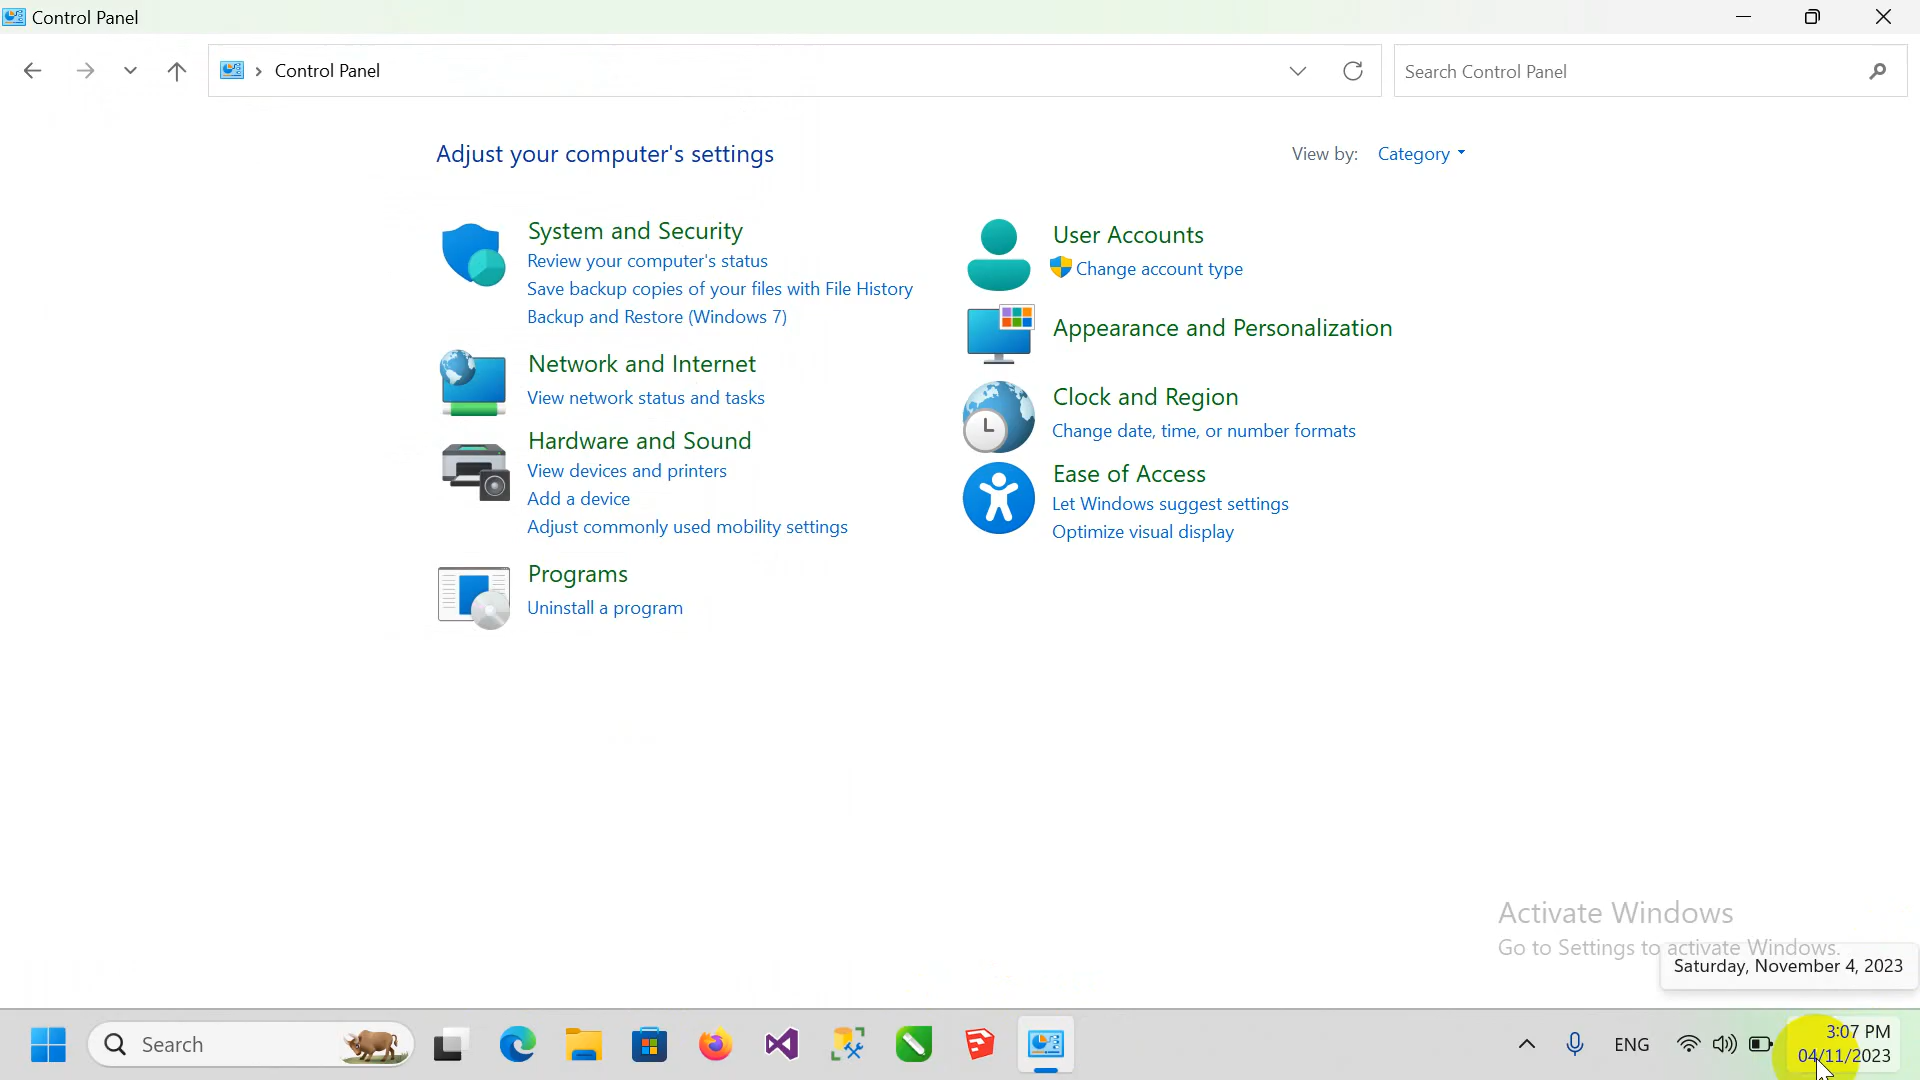 Control Panel
Control Panel
Search Control Panel
Adjust your computer's settings
View by: Category
System and Security
Review your computer's status
Save backup copies of your files with File History
Backup and Restore (Windows 7)
Network and Internet
View network status and tasks
Hardware and Sound
View devices and printers
Add a device
Adjust commonly used mobility settings
Programs
Uninstall a program
User Accounts
Change account type
Appearance and Personalization
Clock and Region
Change date, time, or number formats
Ease of Access
Let Windows suggest settings
Optimize visual display
Activate Windows
Go to Settings to activate Windows.
Saturday, November 4, 2023
Search
ENG
3:07 PM
04/11/2023